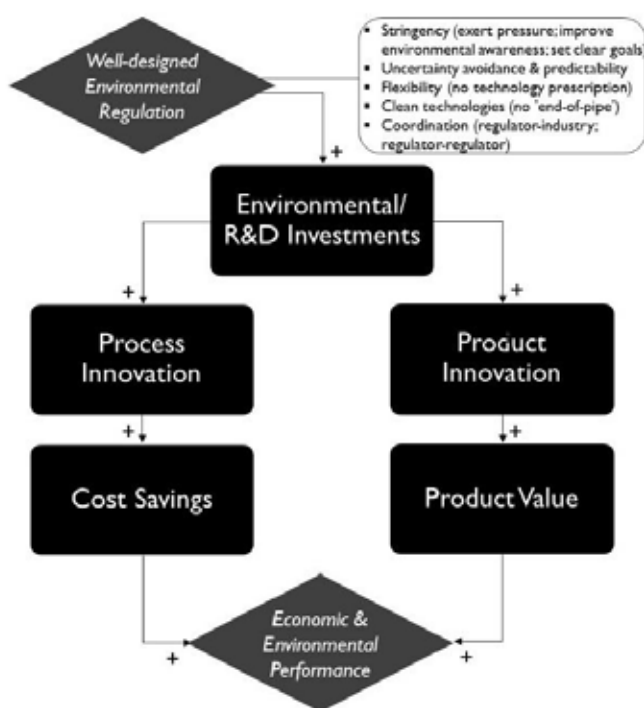 Well-designed
Environmental
Regulation
▪ Stringency (exert pressure; improve
environmental awareness; set clear goals)
▪ Uncertainty avoidance & predictability
▪ Flexibility (no technology prescription)
▪ Clean technologies (no 'end-of-pipe')
▪ Coordination (regulator-industry;
regulator-regulator)
+
Environmental/
R&D Investments
+
+
Process
Innovation
Product
Innovation
+
+
Cost Savings
Product Value
Economic &
Environmental
Performance
+
+